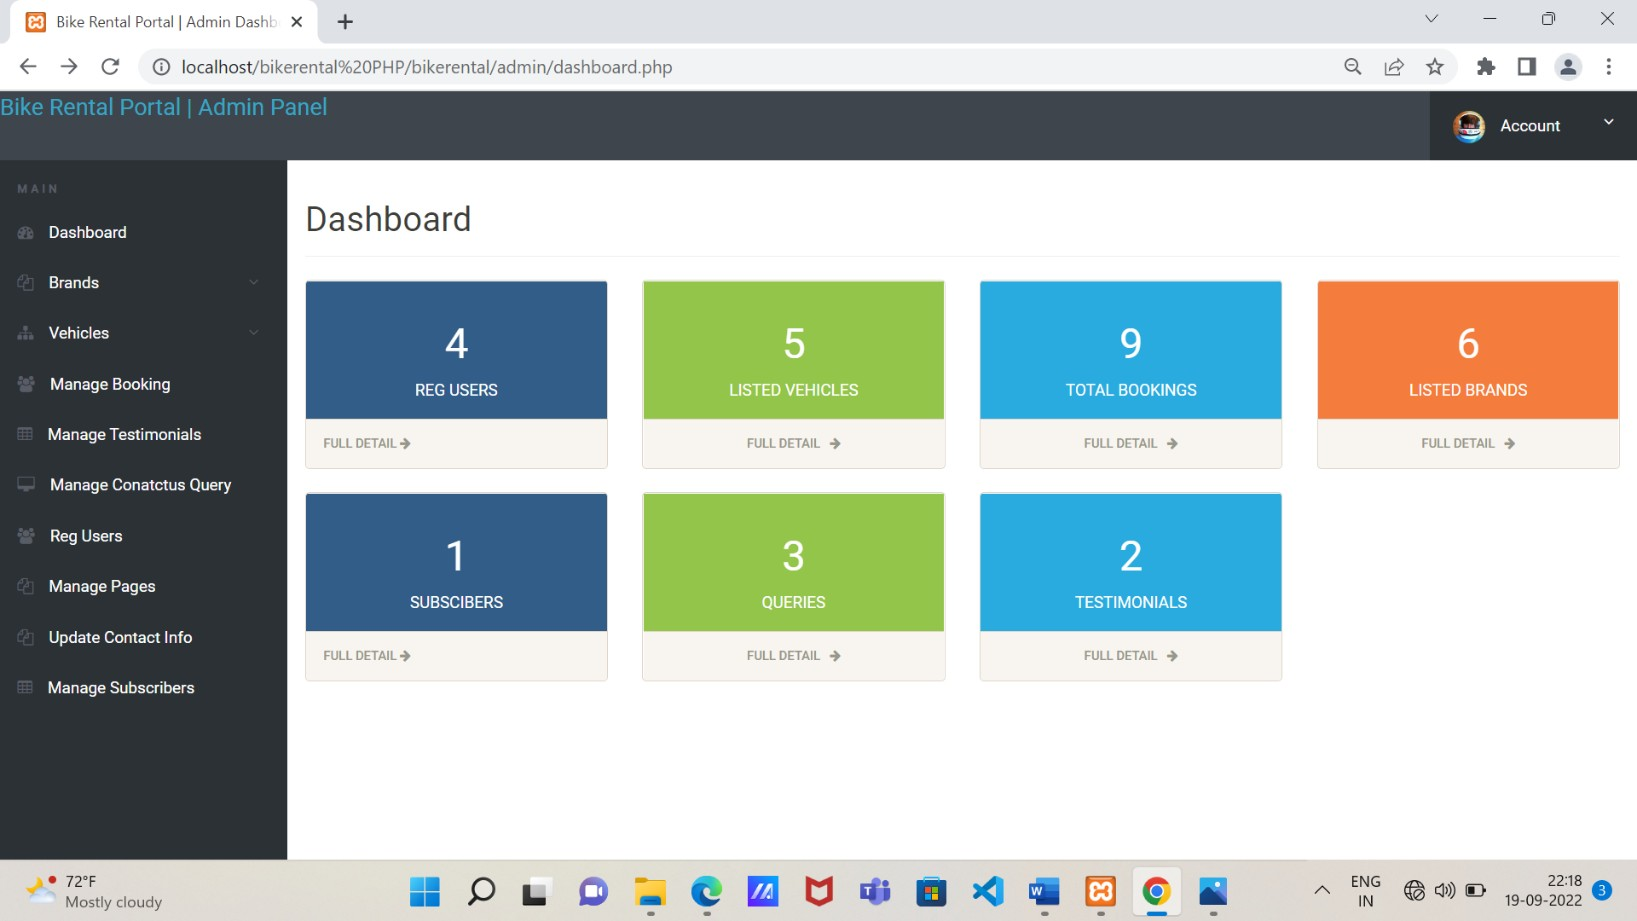 Bike Rental Portal | Admin Dashb
localhost/bikerental%20PHP/bikerental/admin/dashboard.php
Bike Rental Portal | Admin Panel
Account
MAIN
Dashboard
Brands
Vehicles
Manage Booking
Manage Testimonials
Manage Conatctus Query
Reg Users
Manage Pages
Update Contact Info
Manage Subscribers
Dashboard
4
REG USERS
FULL DETAIL
5
LISTED VEHICLES
FULL DETAIL
9
TOTAL BOOKINGS
FULL DETAIL
6
LISTED BRANDS
FULL DETAIL
1
SUBSCIBERS
FULL DETAIL
3
QUERIES
FULL DETAIL
2
TESTIMONIALS
FULL DETAIL
72°F
Mostly cloudy
ENG
IN
22:18
19-09-2022
3